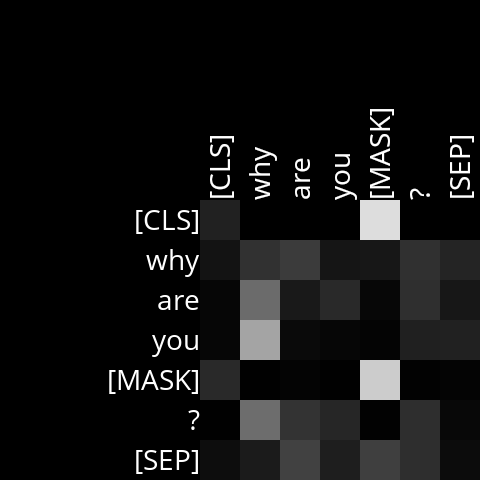 [CLS] why are you [MASK] ? [SEP]
[CLS]
why
are
you
[MASK]
?
[SEP]